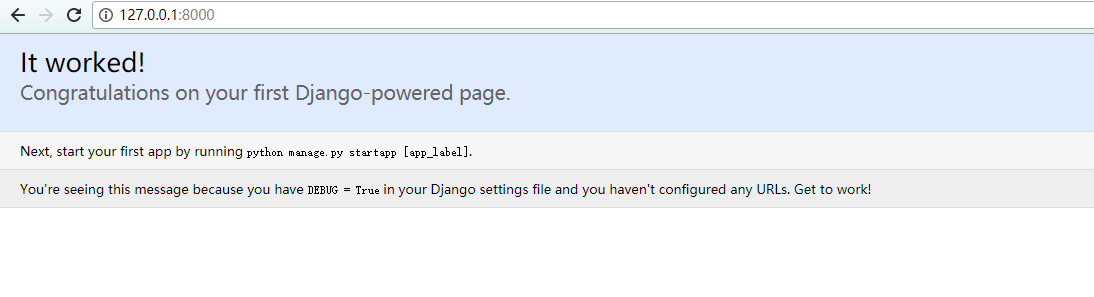 127.0.0.1:8000
It worked!
Congratulations on your first Django-powered page.
Next, start your first app by running python manage.py startapp [app_label].
You're seeing this message because you have DEBUG = True in your Django settings file and you haven't configured any URLs. Get to work!